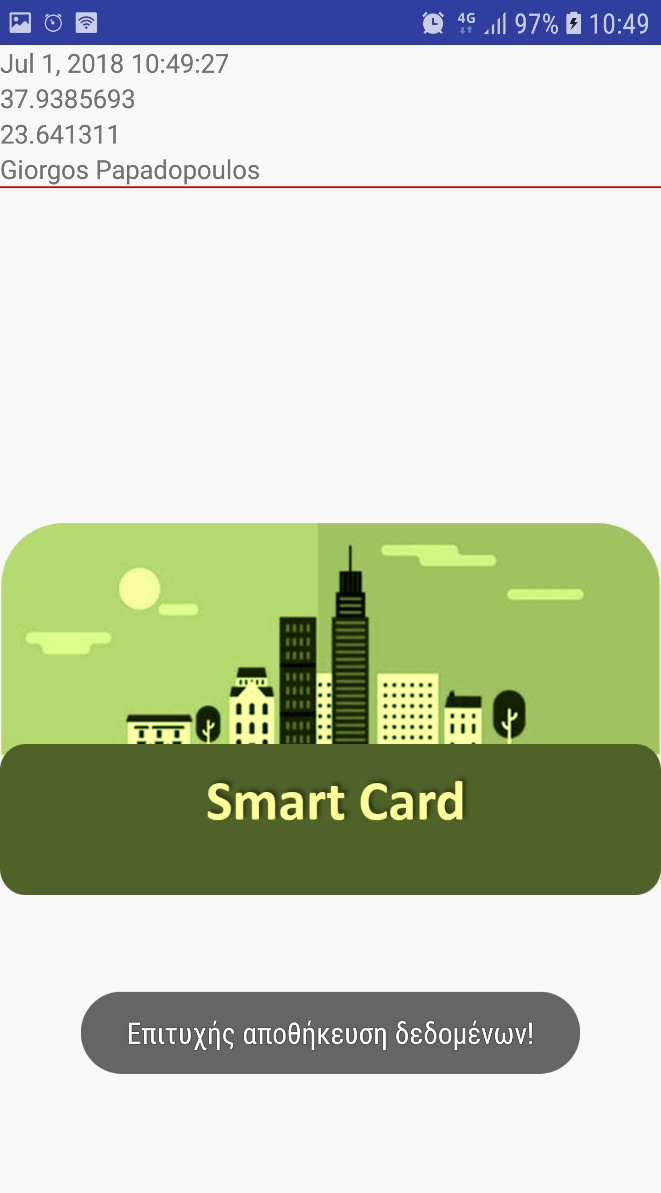 4G 97% 10:49
Jul 1, 2018 10:49:27
37.9385693
23.641311
Giorgos Papadopoulos
Smart Card
Επιτυχής αποθήκευση δεδομένων!